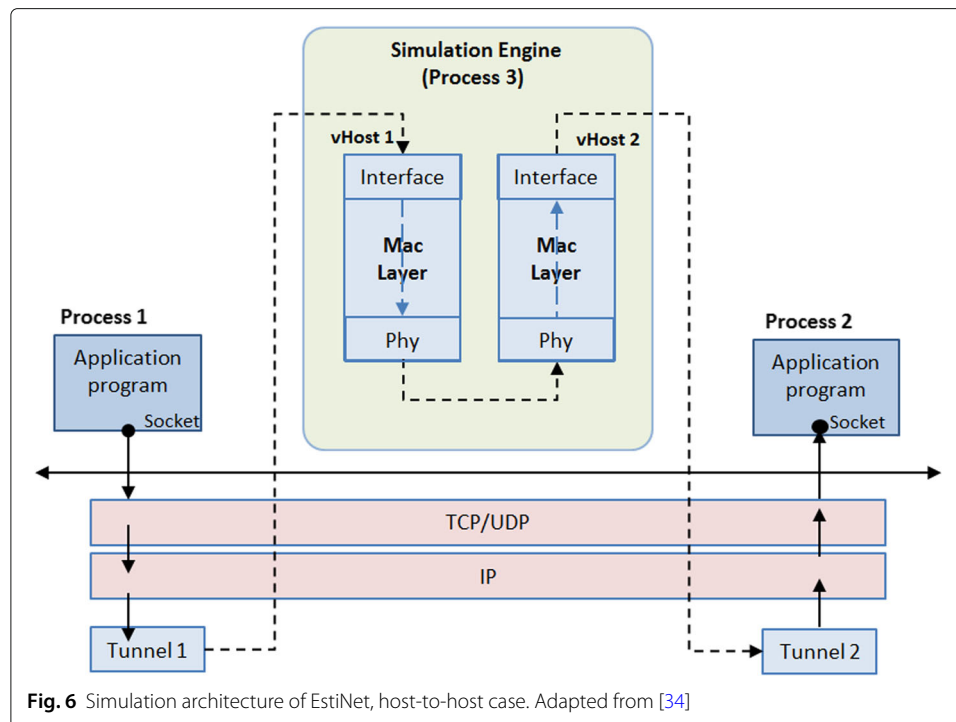 Simulation Engine
(Process 3)
vHost 1
vHost 2
Interface
Interface
Mac
Layer
Mac
Layer
Phy
Phy
Process 1
Application
program
Socket
Process 2
Application
program
Socket
TCP/UDP
IP
Tunnel 1
Tunnel 2
Fig. 6 Simulation architecture of EstiNet, host-to-host case. Adapted from [34]